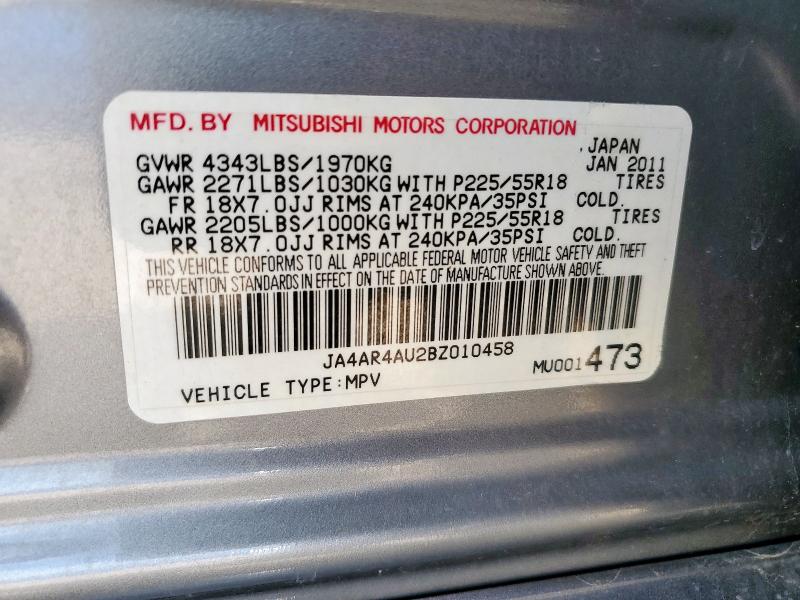 MFD. BY MITSUBISHI MOTORS CORPORATION
, JAPAN
GVWR 4343LBS/1970KG JAN 2011
GAWR 2271LBS/1030KG WITH P225/55R18 TIRES
FR 18X7.0JJ RIMS AT 240KPA/35PSI COLD.
GAWR 2205LBS/1000KG WITH P225/55R18 TIRES
RR 18X7.0JJ RIMS AT 240KPA/35PSI COLD.
THIS VEHICLE CONFORMS TO ALL APPLICABLE FEDERAL MOTOR VEHICLE SAFETY AND THEFT
PREVENTION STANDARDS IN EFFECT ON THE DATE OF MANUFACTURE SHOWN ABOVE.
JA4AR4AU2BZ010458
VEHICLE TYPE:MPV MU001473